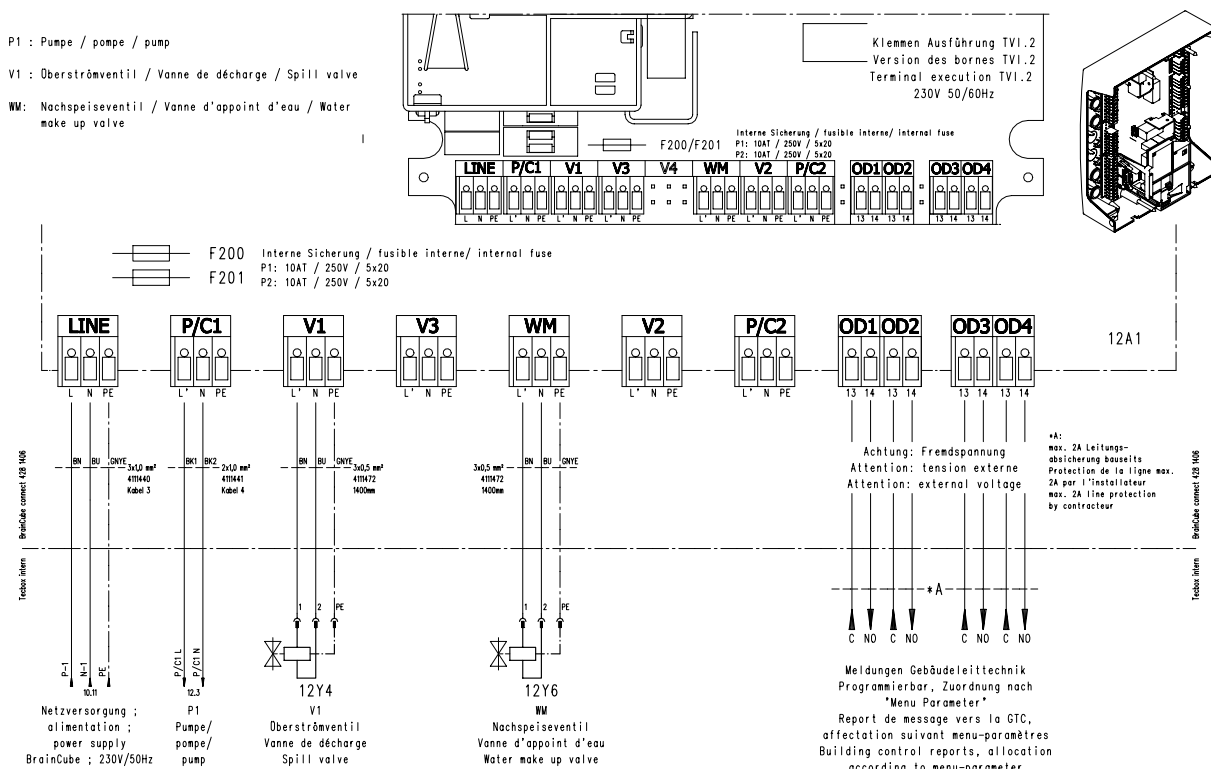 P1 : Pumpe / pompe / pump
V1 : Überströmventil / Vanne de décharge / Spill valve
WM: Nachspeiseventil / Vanne d'appoint d'eau / Water
make up valve
Klemmen Ausführung TV1.2
Version des bornes TV1.2
Terminal execution TV1.2
230V 50/60Hz
F200/F201
Interne Sicherung / fusible interne/ internal fuse
P1: 10AT / 250V / 5x20
P2: 10AT / 250V / 5x20
LINE P/C1 V1 V3 V4 WM V2 P/C2 OD1 OD2 OD3 OD4
L N PE L' N PE L' N PE L' N PE L' N PE L' N PE L' N PE 13 14 13 14 13 14 13 14
F200
F201
Interne Sicherung / fusible interne/ internal fuse
P1: 10AT / 250V / 5x20
P2: 10AT / 250V / 5x20
LINE P/C1 V1 V3 WM V2 P/C2 OD1 OD2 OD3 OD4
12A1
L N PE L' N PE L' N PE L' N PE L' N PE L' N PE L' N PE 13 14 13 14 13 14 13 14
BN BU GNYE
3x1,0 mm²
4111440
Kabel 3
BK1 BK2
2x1,0 mm²
4111441
Kabel 4
BN BU GNYE
3x0,5 mm²
4111472
1400mm
3x0,5 mm²
4111472
1400mm
BN BU GNYE
Achtung: Fremdspannung
Attention: tension externe
Attention: external voltage
*A:
max. 2A Leitungs-
absicherung bauseits
Protection de la ligne max.
2A par l'installateur
max. 2A line protection
by contracteur
BrainCube connect 428 1406
Tecbox intern
BrainCube connect 428 1406
Tecbox intern
*A
1 2 PE
1 2 PE
C NO C NO C NO C NO
P-1 N-1 PE
10.11
P/C1 L P/C1 N
12.3
12Y4
12Y6
Netzversorgung ;
alimentation ;
power supply
BrainCube ; 230V/50Hz
P1
Pumpe/
pompe/
pump
V1
Überströmventil
Vanne de décharge
Spill valve
WM
Nachspeiseventil
Vanne d'appoint d'eau
Water make up valve
Meldungen Gebäudeleittechnik
Programmierbar, Zuordnung nach
"Menu Parameter"
Report de message vers la GTC,
affectation suivant menu-paramètres
Building control reports, allocation
according to menu-parameter